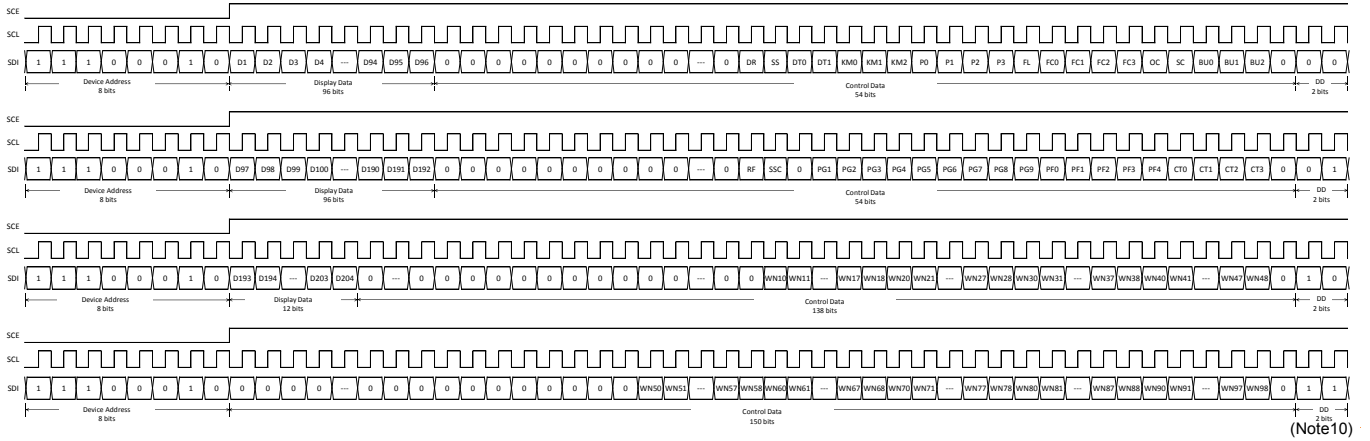 SCE
SCL
SDI 1 1 1 0 0 0 1 0 D1 D2 D3 D4 --- D94 D95 D96 0 0 0 0 0 0 0 0 0 0 --- 0 DR SS DT0 DT1 KM0 KM1 KM2 P0 P1 P2 P3 FL FC0 FC1 FC2 FC3 OC SC BU0 BU1 BU2 0 0 0
Device Address Display Data Control Data DD
8 bits 96 bits 54 bits 2 bits
SCE
SCL
SDI 1 1 1 0 0 0 1 0 D97 D98 D99 D100 --- D190 D191 D192 0 0 0 0 0 0 0 0 0 0 --- 0 RF SSC 0 PG1 PG2 PG3 PG4 PG5 PG6 PG7 PG8 PG9 PF0 PF1 PF2 PF3 PF4 CT0 CT1 CT2 CT3 0 0 1
Device Address Display Data Control Data DD
8 bits 96 bits 54 bits 2 bits
SCE
SCL
SDI 1 1 1 0 0 0 1 0 D193 D194 --- D203 D204 0 --- 0 0 0 0 0 0 0 0 0 0 0 --- 0 0 WN10 WN11 --- WN17 WN18 WN20 WN21 --- WN27 WN28 WN30 WN31 --- WN37 WN38 WN40 WN41 --- WN47 WN48 0 1 0
Device Address Display Data Control Data DD
8 bits 12 bits 138 bits 2 bits
SCE
SCL
SDI 1 1 1 0 0 0 1 0 0 0 0 0 --- 0 0 0 0 0 0 0 0 0 0 0 WN50 WN51 --- WN57 WN58 WN60 WN61 --- WN67 WN68 WN70 WN71 --- WN77 WN78 WN80 WN81 --- WN87 WN88 WN90 WN91 --- WN97 WN98 0 1 1
Device Address Control Data DD
8 bits 150 bits 2 bits
(Note10)